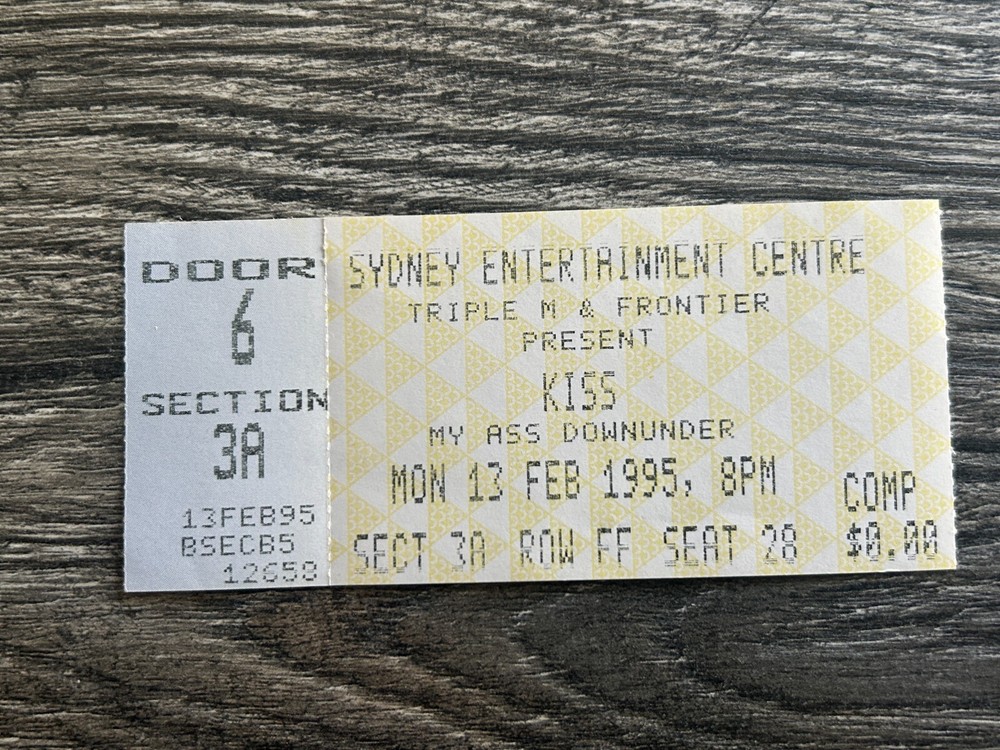 DOOR
6
SECTION
3A
13FEB95
BSECB5
12658
SYDNEY ENTERTAINMENT CENTRE
TRIPLE M & FRONTIER
PRESENT
KISS
MY ASS DOWNUNDER
MON 13 FEB 1995, 8PM
COMP
SECT 3A ROW FF SEAT 28 $0.00